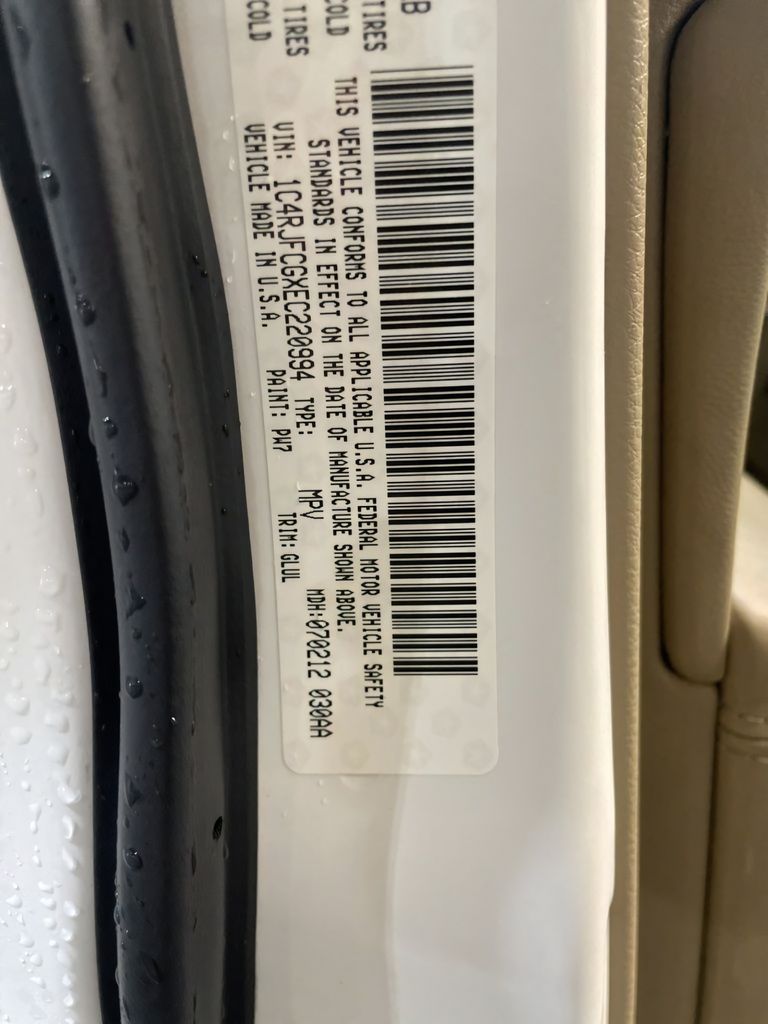 B
TIRES
COLD
TIRES
COLD
THIS VEHICLE CONFORMS TO ALL APPLICABLE U.S.A. FEDERAL MOTOR VEHICLE SAFETY
STANDARDS IN EFFECT ON THE DATE OF MANUFACTURE SHOWN ABOVE.
VIN: 1C4RJFCGXEC220994 TYPE: MPV MDH:070212 030AA
VEHICLE MADE IN U.S.A. PAINT: PW7 TRIM: GLUL